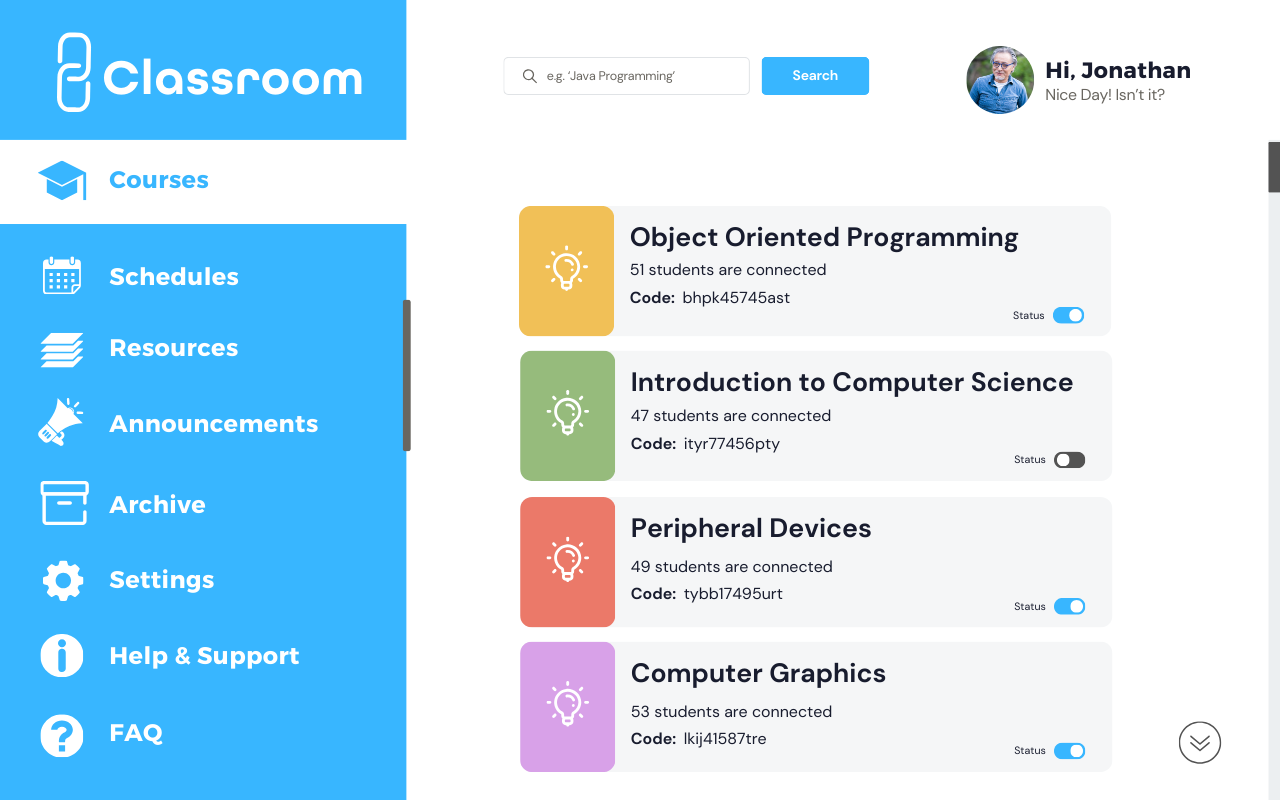 Classroom
e.g. ‘Java Programming’
Search
Hi, Jonathan
Nice Day! Isn’t it?
Courses
Schedules
Resources
Announcements
Archive
Settings
Help & Support
FAQ
Object Oriented Programming
51 students are connected
Code: bhpk45745ast
Status
Introduction to Computer Science
47 students are connected
Code: ityr77456pty
Status
Peripheral Devices
49 students are connected
Code: tybb17495urt
Status
Computer Graphics
53 students are connected
Code: lkij41587tre
Status